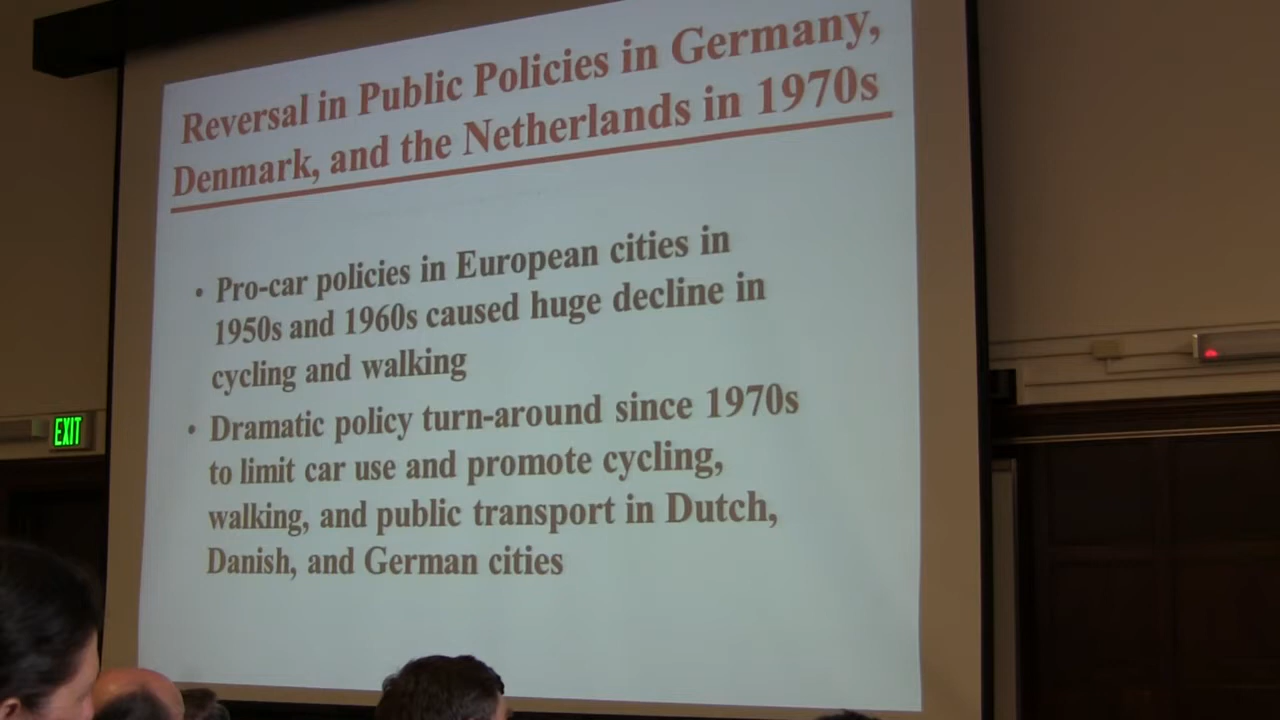 Reversal in Public Policies in Germany,
Denmark, and the Netherlands in 1970s
• Pro-car policies in European cities in
1950s and 1960s caused huge decline in
cycling and walking
• Dramatic policy turn-around since 1970s
to limit car use and promote cycling,
walking, and public transport in Dutch,
Danish, and German cities
EXIT